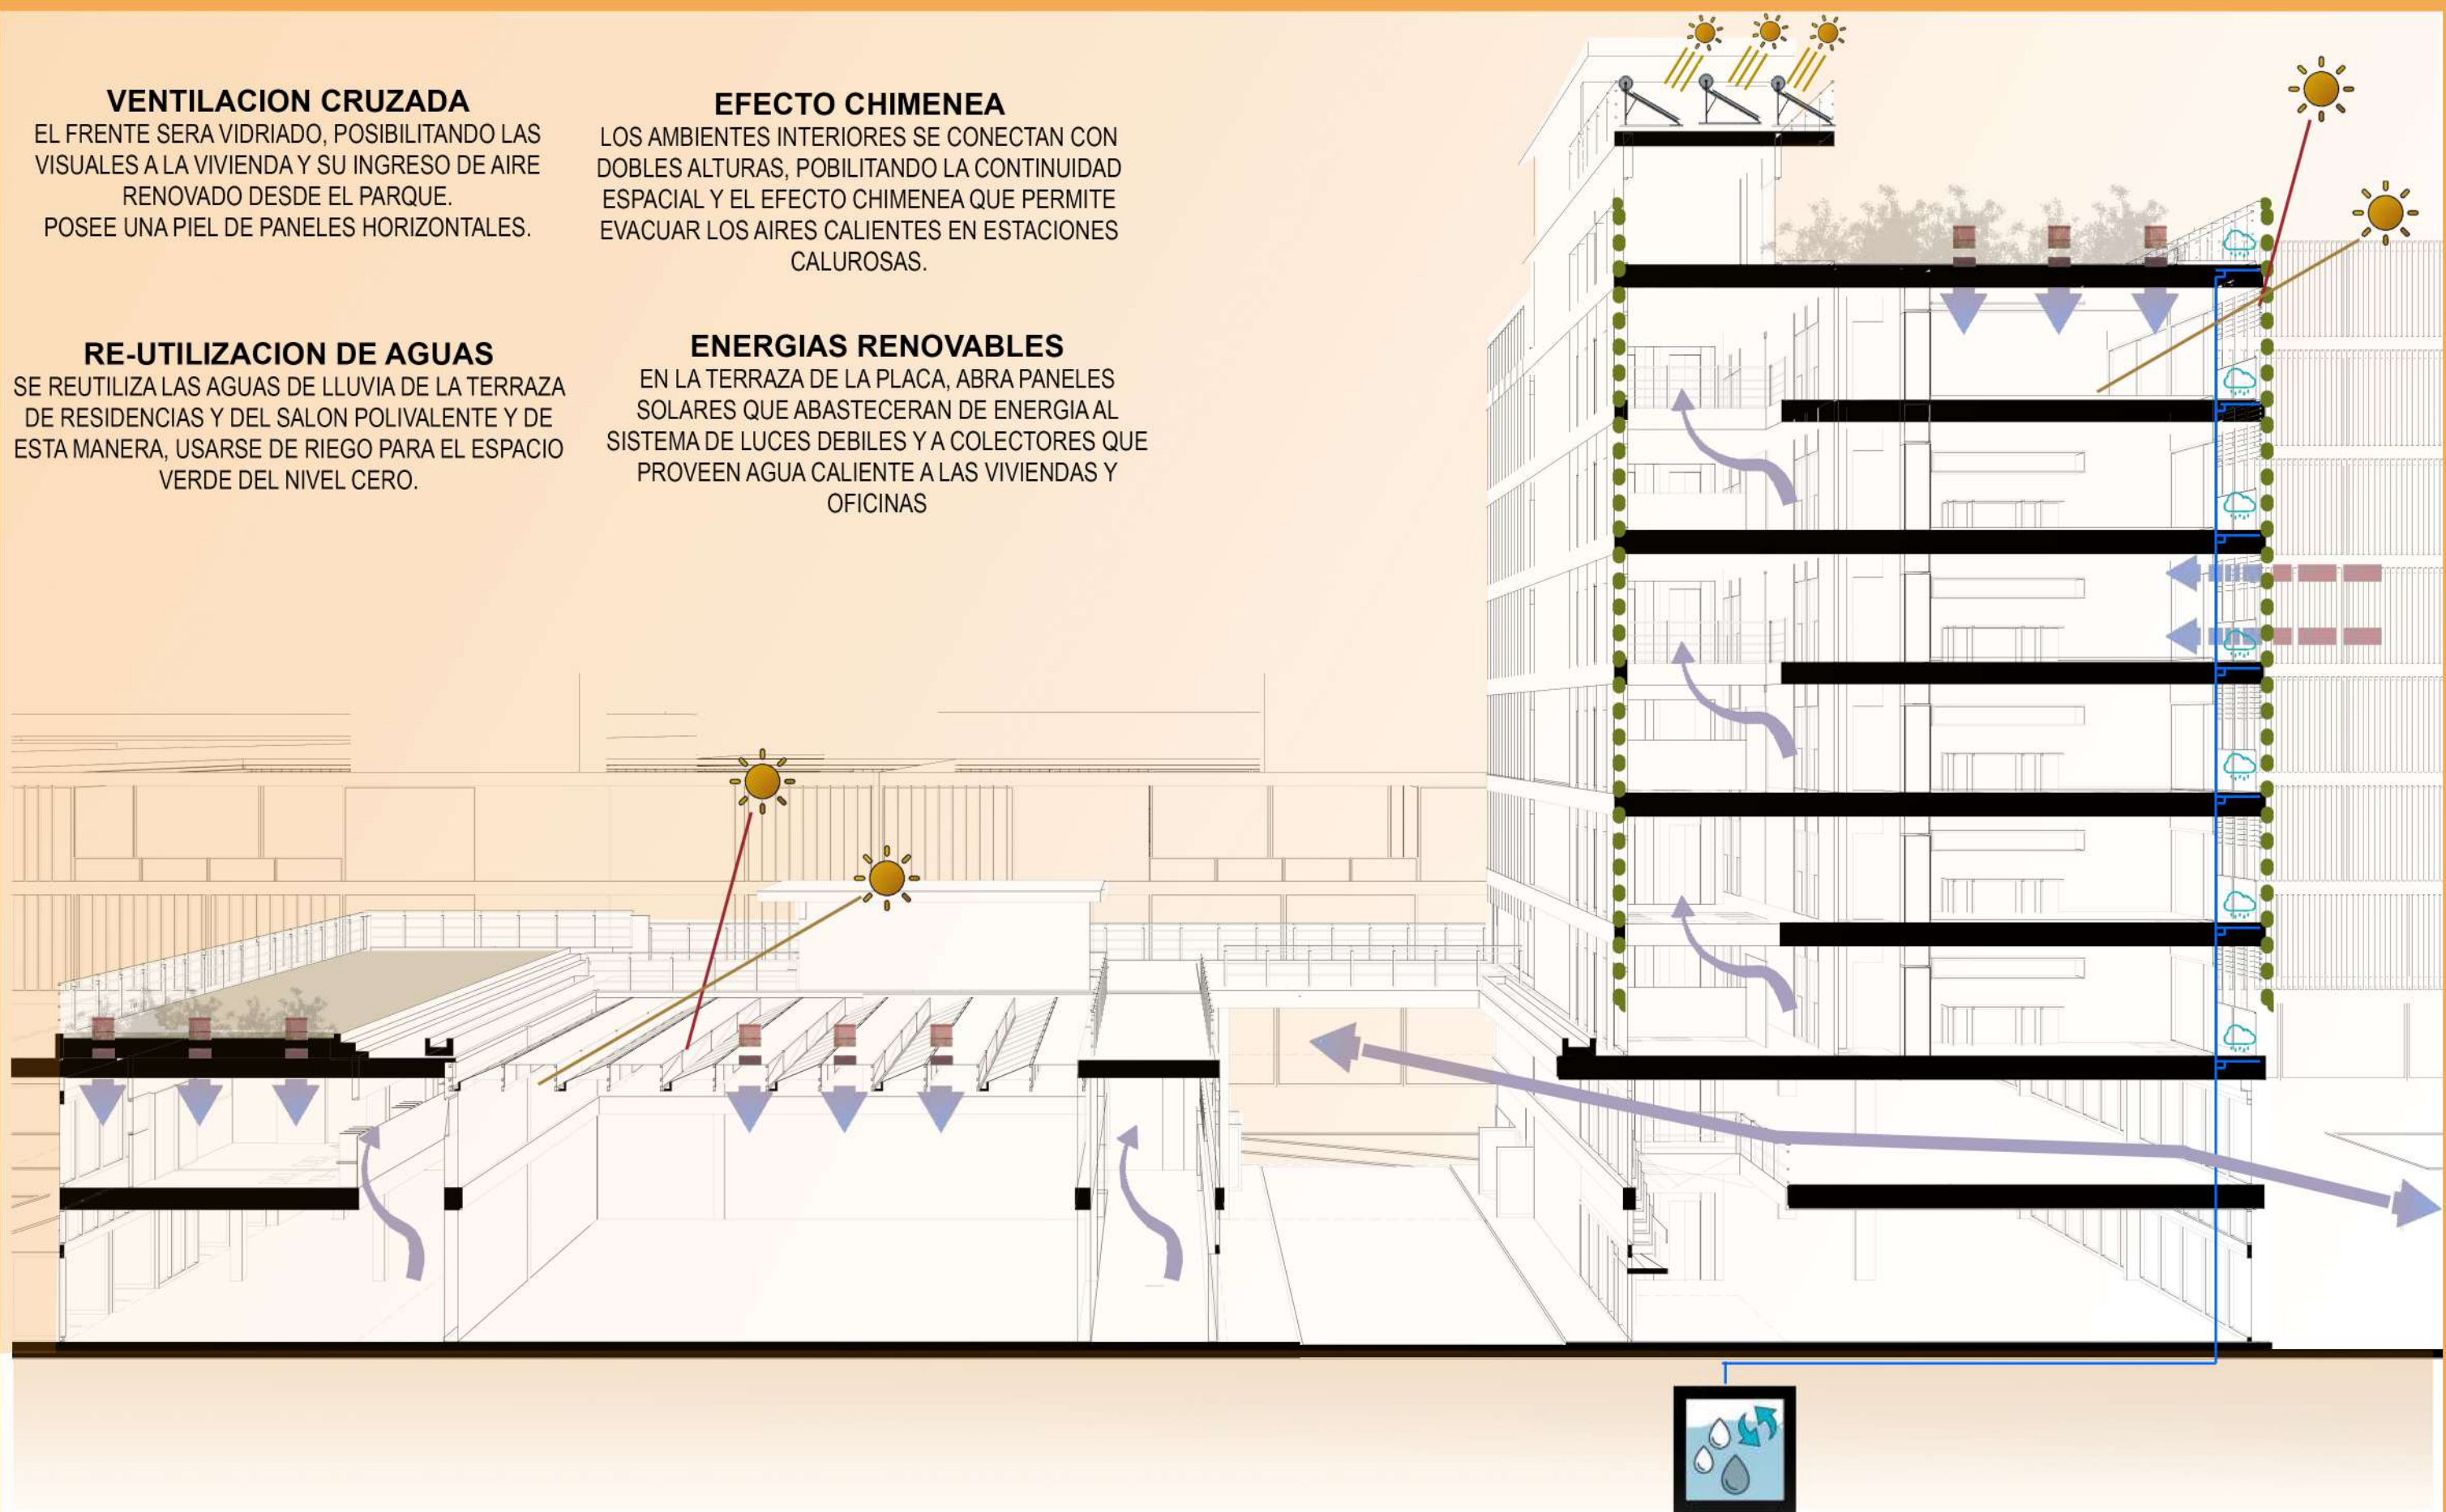 VENTILACION CRUZADA
EL FRENTE SERA VIDRIADO, POSIBILITANDO LAS
VISUALES A LA VIVIENDA Y SU INGRESO DE AIRE
RENOVADO DESDE EL PARQUE.
POSEE UNA PIEL DE PANELES HORIZONTALES.
EFECTO CHIMENEA
LOS AMBIENTES INTERIORES SE CONECTAN CON
DOBLES ALTURAS, POBILITANDO LA CONTINUIDAD
ESPACIAL Y EL EFECTO CHIMENEA QUE PERMITE
EVACUAR LOS AIRES CALIENTES EN ESTACIONES
CALUROSAS.
RE-UTILIZACION DE AGUAS
SE REUTILIZA LAS AGUAS DE LLUVIA DE LA TERRAZA
DE RESIDENCIAS Y DEL SALON POLIVALENTE Y DE
ESTA MANERA, USARSE DE RIEGO PARA EL ESPACIO
VERDE DEL NIVEL CERO.
ENERGIAS RENOVABLES
EN LA TERRAZA DE LA PLACA, ABRA PANELES
SOLARES QUE ABASTECERAN DE ENERGIA AL
SISTEMA DE LUCES DEBILES Y A COLECTORES QUE
PROVEEN AGUA CALIENTE A LAS VIVIENDAS Y
OFICINAS